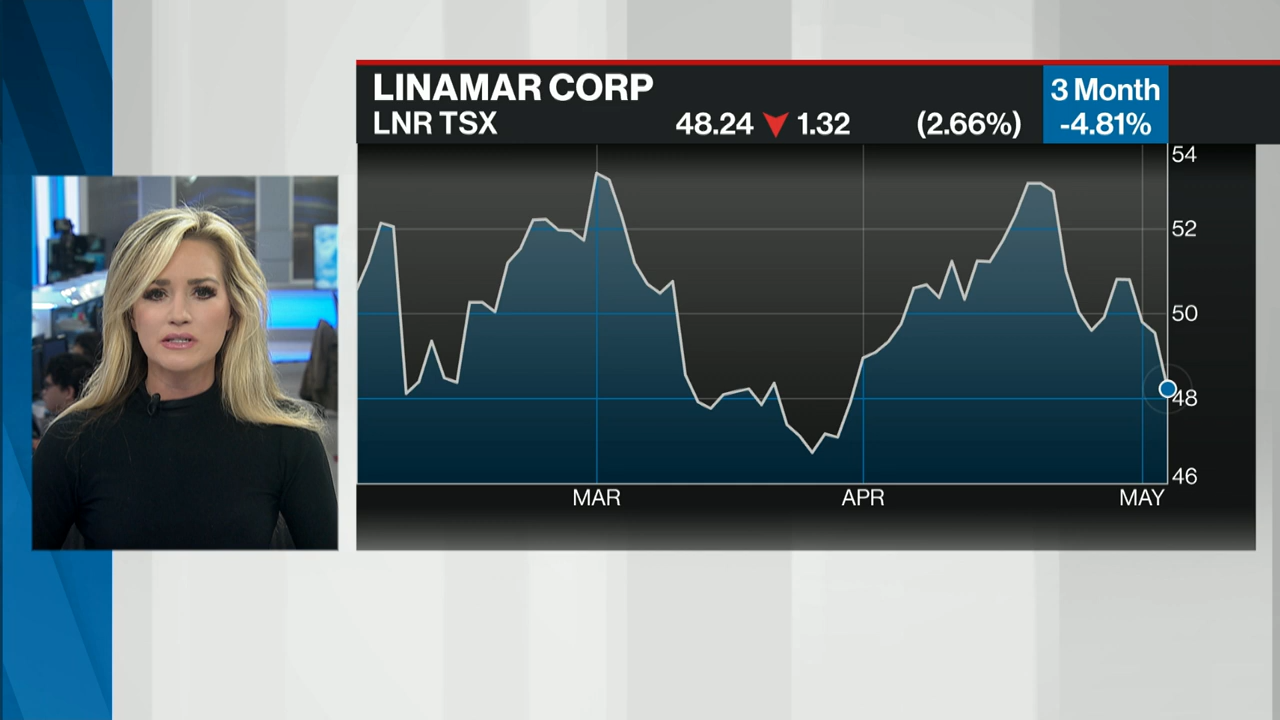 LINAMAR CORP
LNR TSX 48.24 1.32 (2.66%)
3 Month
-4.81%
54
52
50
48
46
MAR APR MAY